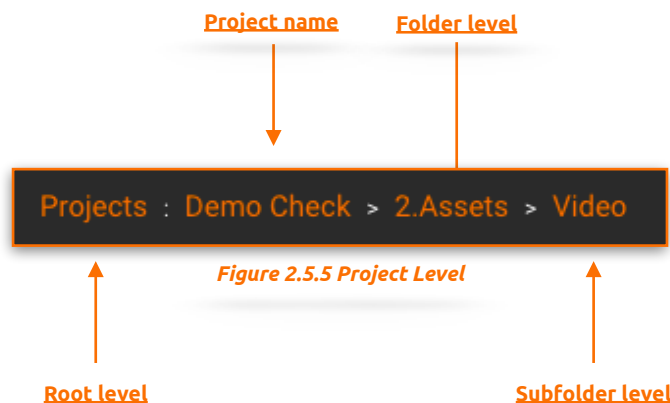 Project name
Folder level
Projects : Demo Check > 2.Assets > Video
Figure 2.5.5 Project Level
Root level
Subfolder level